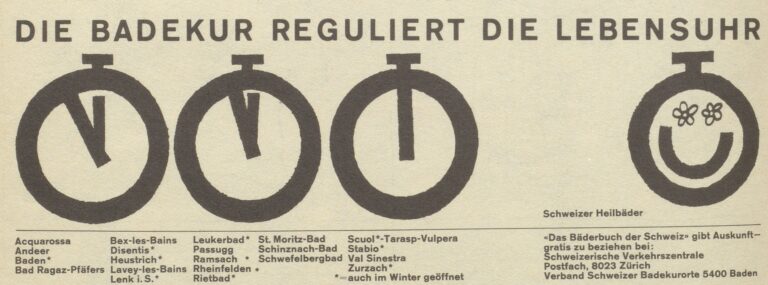 DIE BADEKUR REGULIERT DIE LEBENSUHR
Schweizer Heilbäder
Acquarossa
Andeer
Baden*
Bad Ragaz-Pfäfers
Bex-les-Bains
Disentis*
Heustrich*
Lavey-les-Bains
Lenk i. S.*
Leukerbad*
Passugg
Ramsach *
Rheinfelden *
Rietbad*
St. Moritz-Bad
Schinznach-Bad
Schwefelbergbad
Scuol*-Tarasp-Vulpera
Stabio*
Val Sinestra
Zurzach*
*=auch im Winter geöffnet
«Das Bäderbuch der Schweiz» gibt Auskunft–
gratis zu beziehen bei:
Schweizerische Verkehrszentrale
Postfach, 8023 Zürich
Verband Schweizer Badekurorte 5400 Baden